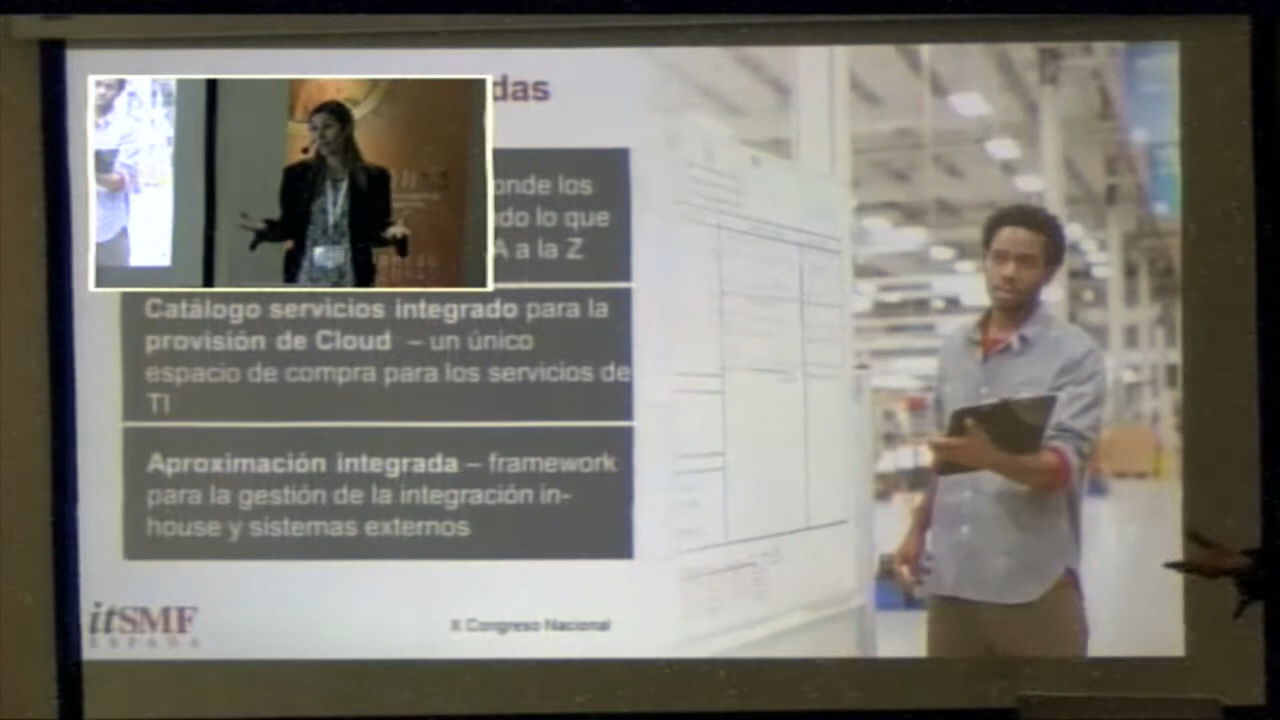 das
onde los
do lo que
A a la Z
Catálogo servicios integrado para la
provisión de Cloud – un único
espacio de compra para los servicios de
TI
Aproximación integrada – framework
para la gestión de la integración in-
house y sistemas externos
itSMF
ESPAÑA
X Congreso Nacional